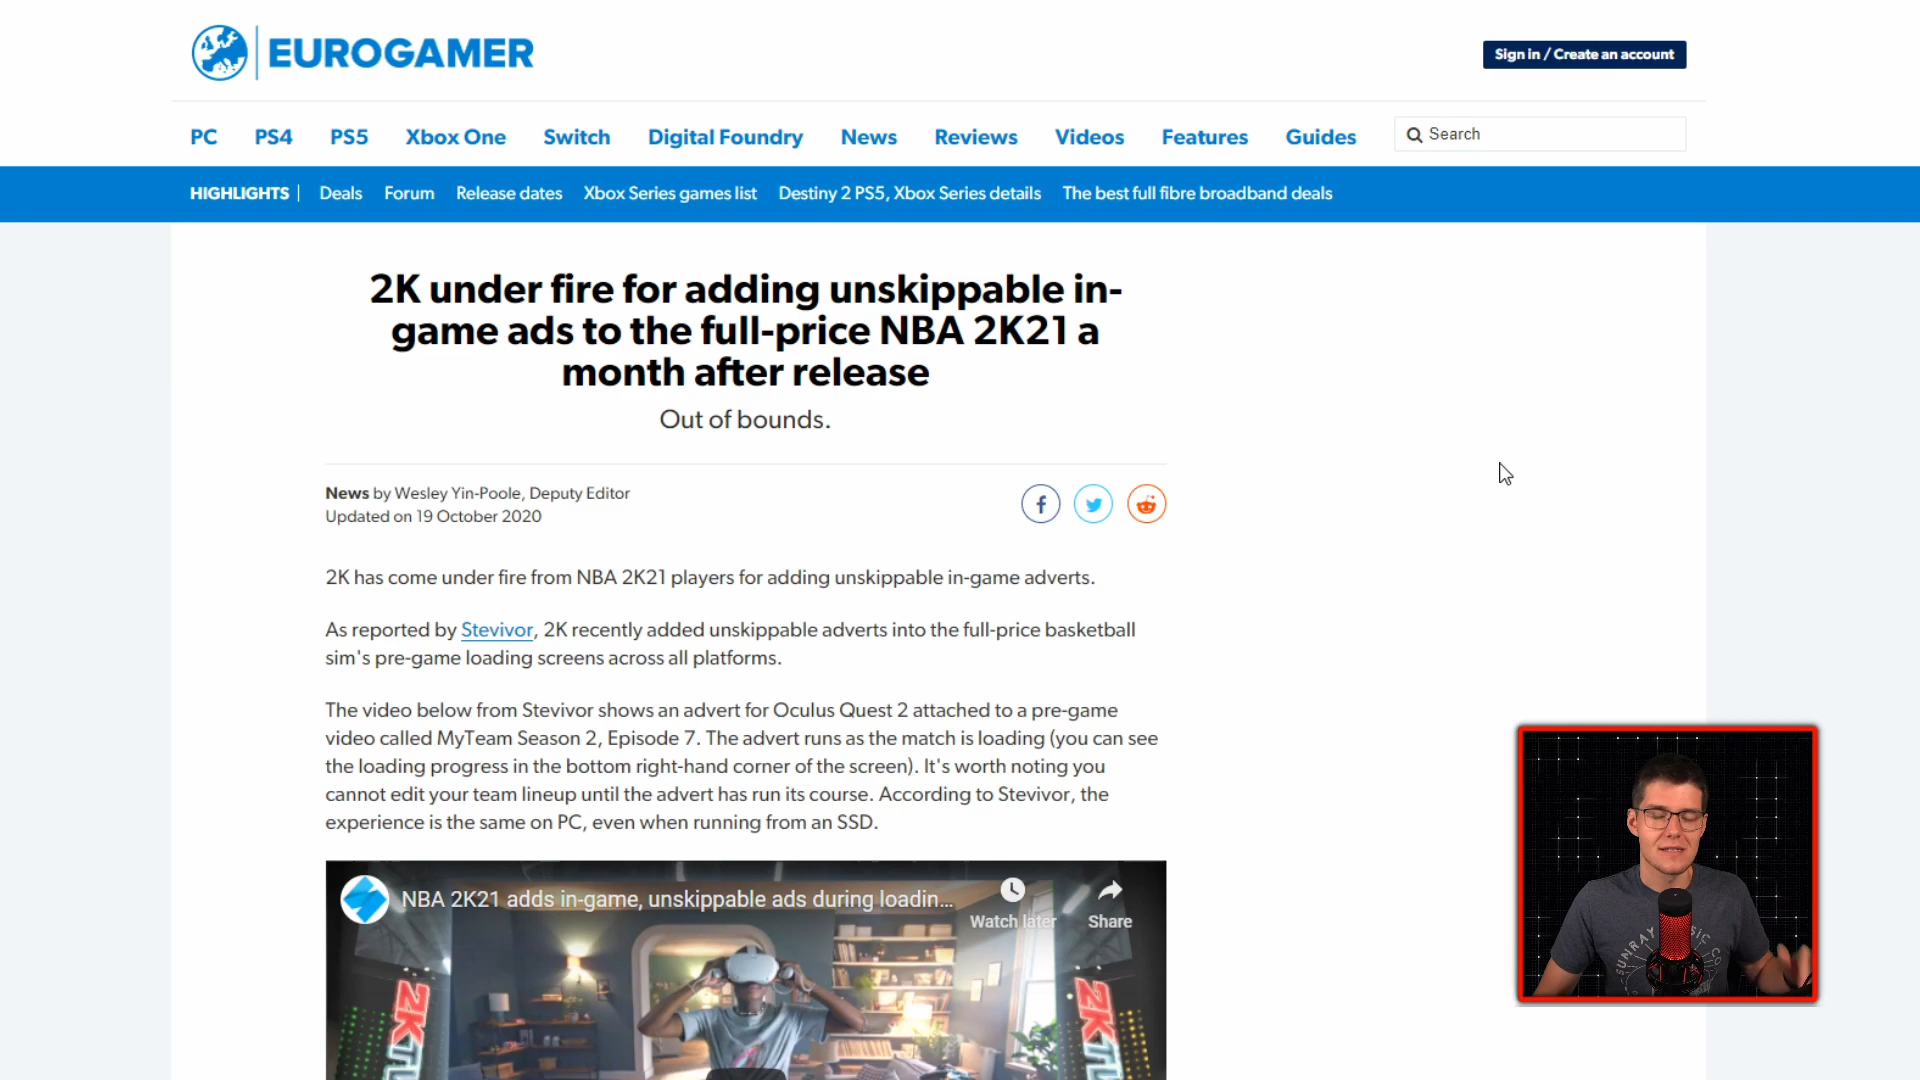 EUROGAMER
Sign in / Create an account
PC PS4 PS5 Xbox One Switch Digital Foundry News Reviews Videos Features Guides Search
HIGHLIGHTS | Deals Forum Release dates Xbox Series games list Destiny 2 PS5, Xbox Series details The best full fibre broadband deals
2K under fire for adding unskippable in-
game ads to the full-price NBA 2K21 a
month after release
Out of bounds.
News by Wesley Yin-Poole, Deputy Editor
Updated on 19 October 2020
2K has come under fire from NBA 2K21 players for adding unskippable in-game adverts.
As reported by Stevivor, 2K recently added unskippable adverts into the full-price basketball
sim's pre-game loading screens across all platforms.
The video below from Stevivor shows an advert for Oculus Quest 2 attached to a pre-game
video called MyTeam Season 2, Episode 7. The advert runs as the match is loading (you can see
the loading progress in the bottom right-hand corner of the screen). It's worth noting you
cannot edit your team lineup until the advert has run its course. According to Stevivor, the
experience is the same on PC, even when running from an SSD.
NBA 2K21 adds in-game, unskippable ads during loadin...
Watch later
Share
2KTU
2KTU